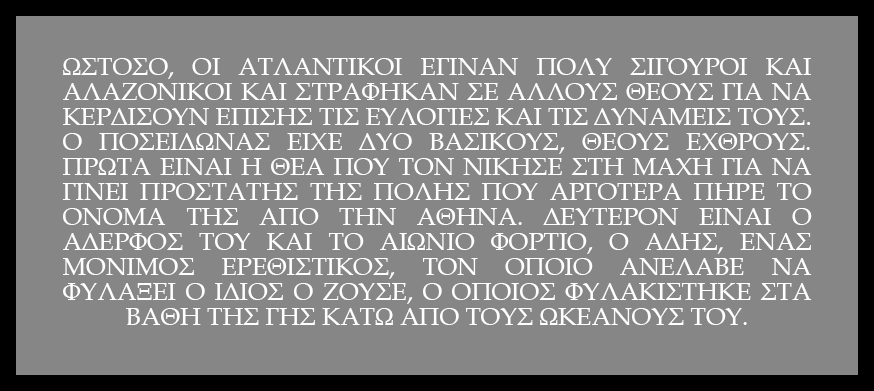 ΩΣΤΟΣΟ, ΟΙ ΑΤΛΑΝΤΙΚΟΙ ΕΓΙΝΑΝ ΠΟΛΥ ΣΙΓΟΥΡΟΙ ΚΑΙ
ΑΛΑΖΟΝΙΚΟΙ ΚΑΙ ΣΤΡΑΦΗΚΑΝ ΣΕ ΑΛΛΟΥΣ ΘΕΟΥΣ ΓΙΑ ΝΑ
ΚΕΡΔΙΣΟΥΝ ΕΠΙΣΗΣ ΤΙΣ ΕΥΛΟΓΙΕΣ ΚΑΙ ΤΙΣ ΔΥΝΑΜΕΙΣ ΤΟΥΣ.
Ο ΠΟΣΕΙΔΩΝΑΣ ΕΙΧΕ ΔΥΟ ΒΑΣΙΚΟΥΣ, ΘΕΟΥΣ ΕΧΘΡΟΥΣ.
ΠΡΩΤΑ ΕΙΝΑΙ Η ΘΕΑ ΠΟΥ ΤΟΝ ΝΙΚΗΣΕ ΣΤΗ ΜΑΧΗ ΓΙΑ ΝΑ
ΓΙΝΕΙ ΠΡΟΣΤΑΤΗΣ ΤΗΣ ΠΟΛΗΣ ΠΟΥ ΑΡΓΟΤΕΡΑ ΠΗΡΕ ΤΟ
ΟΝΟΜΑ ΤΗΣ ΑΠΟ ΤΗΝ ΑΘΗΝΑ. ΔΕΥΤΕΡΟΝ ΕΙΝΑΙ Ο
ΑΔΕΡΦΟΣ ΤΟΥ ΚΑΙ ΤΟ ΑΙΩΝΙΟ ΦΟΡΤΙΟ, Ο ΑΔΗΣ, ΕΝΑΣ
ΜΟΝΙΜΟΣ ΕΡΕΘΙΣΤΙΚΟΣ, ΤΟΝ ΟΠΟΙΟ ΑΝΕΛΑΒΕ ΝΑ
ΦΥΛΑΞΕΙ Ο ΙΔΙΟΣ Ο ΖΟΥΣΕ, Ο ΟΠΟΙΟΣ ΦΥΛΑΚΙΣΤΗΚΕ ΣΤΑ
ΒΑΘΗ ΤΗΣ ΓΗΣ ΚΑΤΩ ΑΠΟ ΤΟΥΣ ΩΚΕΑΝΟΥΣ ΤΟΥ.